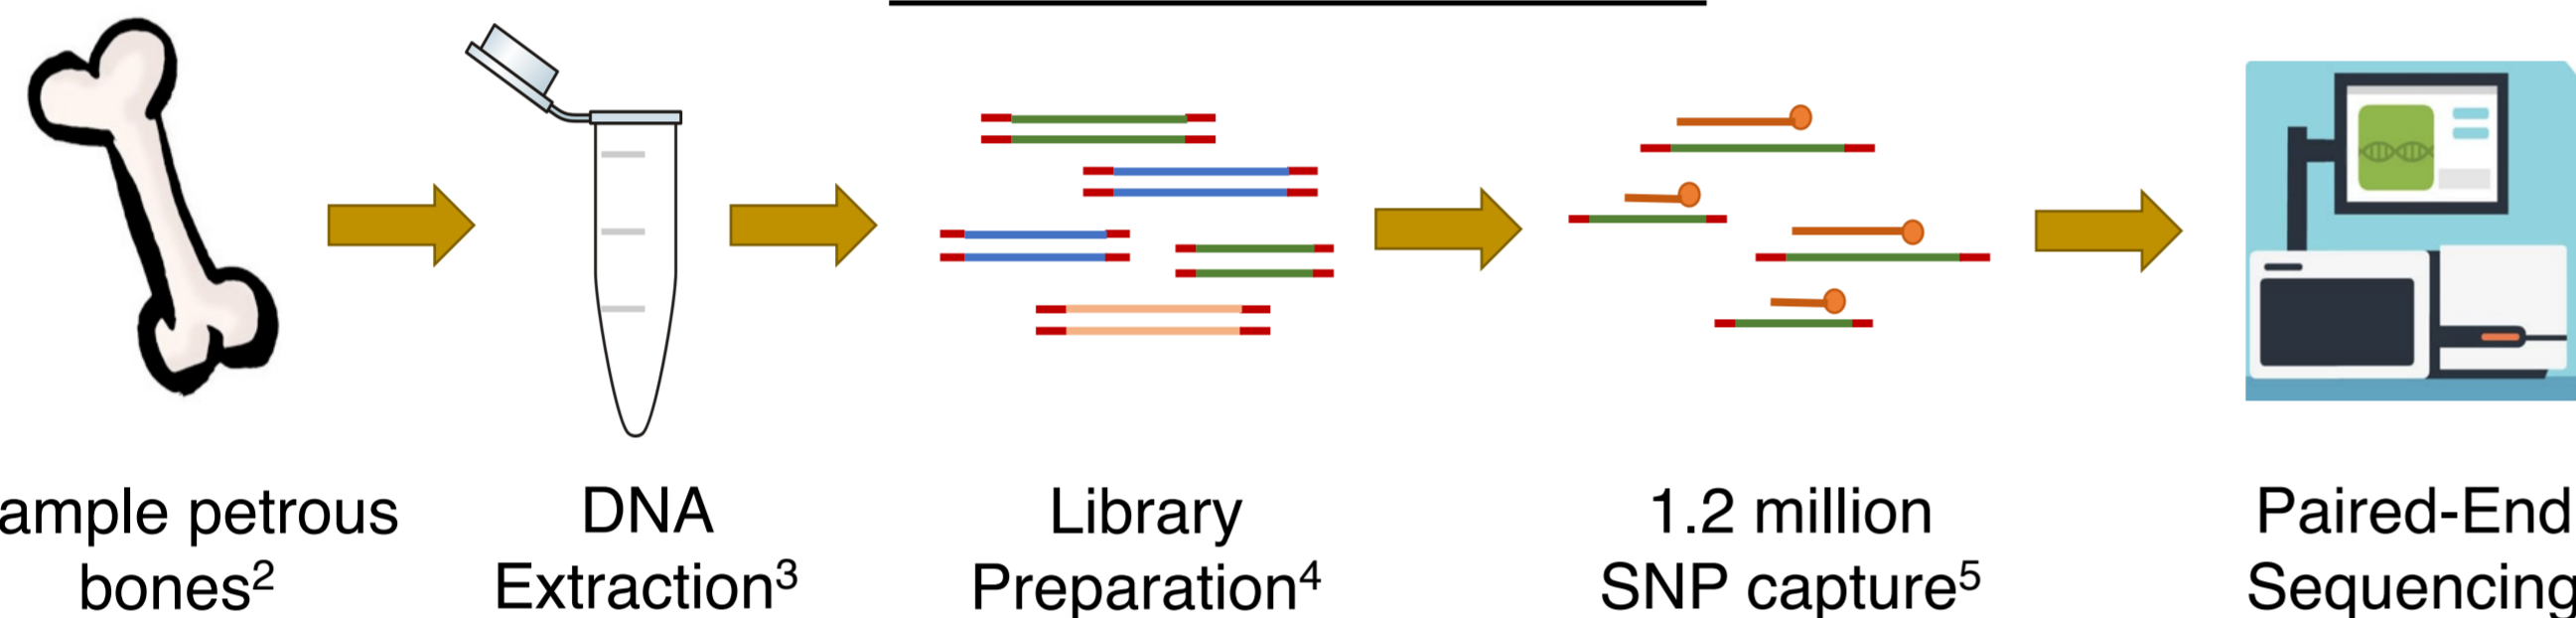 ample petrous
bones²
DNA
Extraction³
Library
Preparation⁴
1.2 million
SNP capture⁵
Paired-End
Sequencing